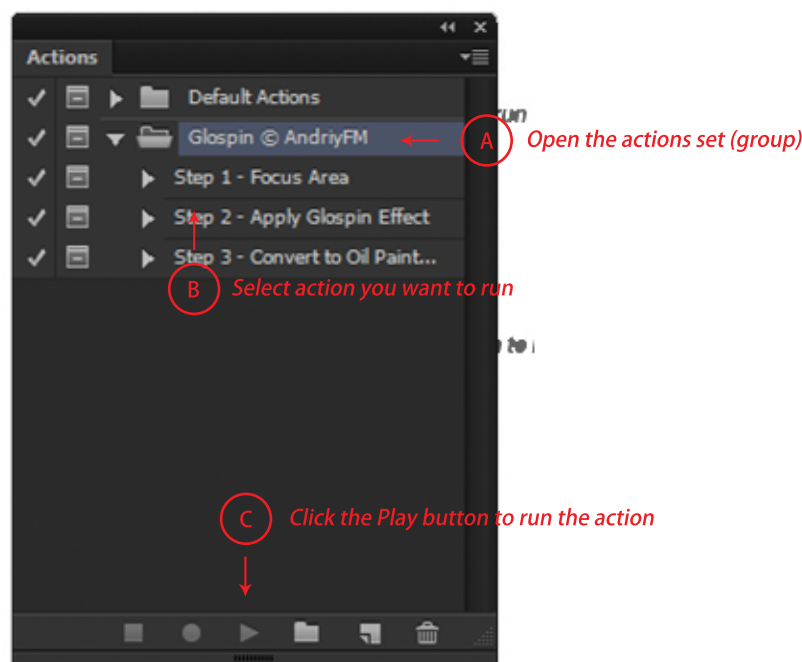 Actions
Default Actions
run
Glospin © AndriyFM
A
Open the actions set (group)
Step 1 - Focus Area
Step 2 - Apply Glospin Effect
Step 3 - Convert to Oil Paint...
B
Select action you want to run
to
C
Click the Play button to run the action